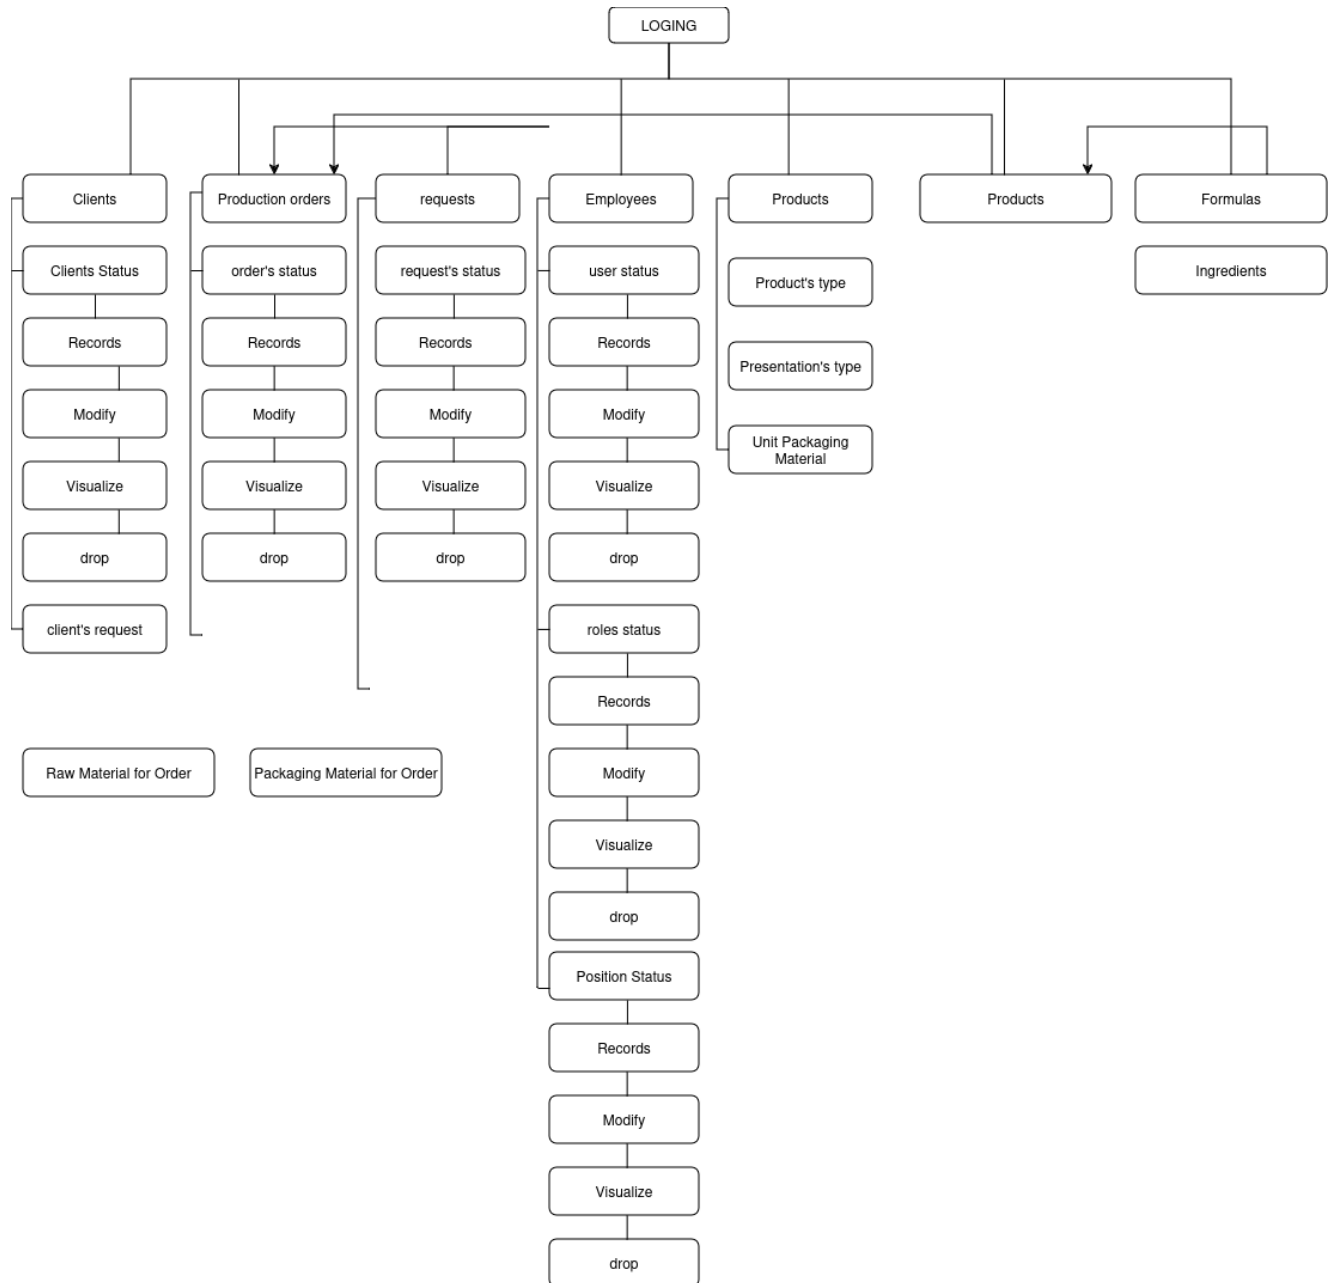 LOGING
Clients
Production orders
requests
Employees
Products
Products
Formulas
Clients Status
order's status
request's status
user status
Product's type
Ingredients
Records
Records
Records
Records
Presentation's type
Modify
Modify
Modify
Modify
Unit Packaging
Material
Visualize
Visualize
Visualize
Visualize
drop
drop
drop
drop
client's request
roles status
Records
Raw Material for Order
Packaging Material for Order
Modify
Visualize
drop
Position Status
Records
Modify
Visualize
drop